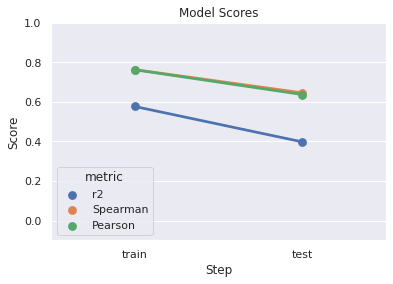 Model Scores
1.0
0.8
0.6
0.4
0.2
0.0
Score
metric
r2
Spearman
Pearson
train
test
Step